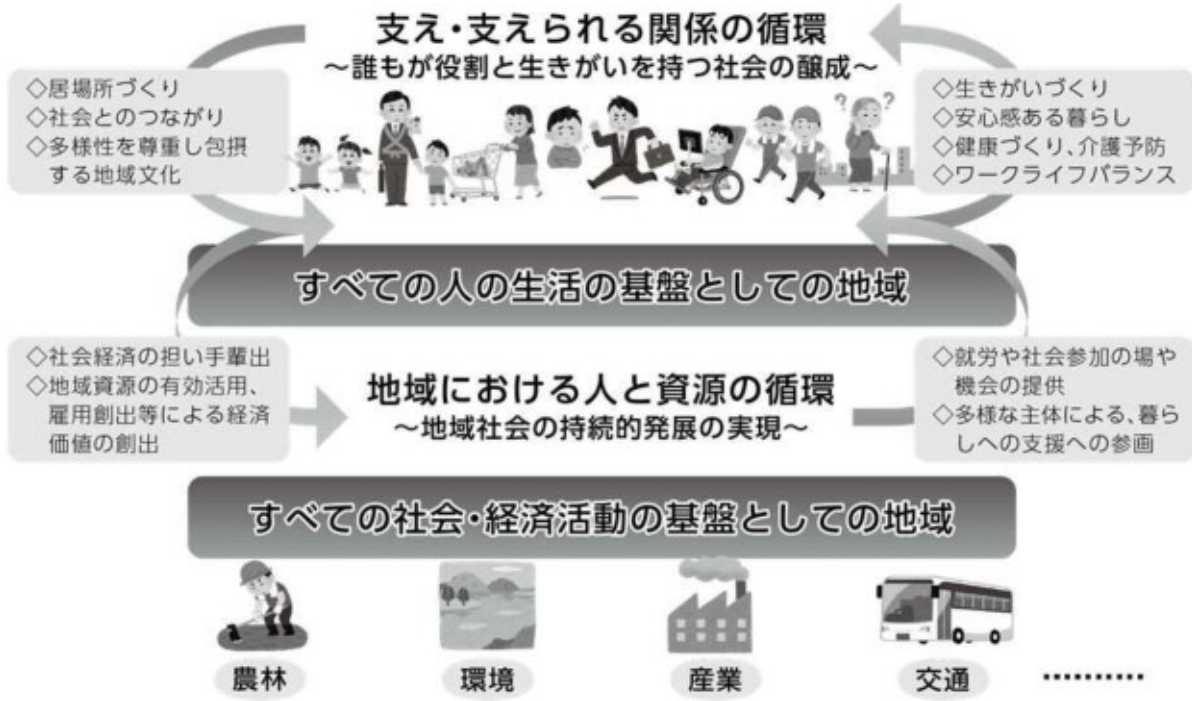 支え・支えられる関係の循環
～誰もが役割と生きがいを持つ社会の醸成～
◇居場所づくり
◇社会とのつながり
◇多様性を尊重し包摂
する地域文化
◇生きがいづくり
◇安心感ある暮らし
◇健康づくり、介護予防
◇ワークライフバランス
? ?
すべての人の生活の基盤としての地域
◇社会経済の担い手輩出
◇地域資源の有効活用、
雇用創出等による経済
価値の創出
地域における人と資源の循環
～地域社会の持続的発展の実現～
◇就労や社会参加の場や
機会の提供
◇多様な主体による、暮ら
しへの支援への参画
すべての社会・経済活動の基盤としての地域
農林
環境
産業
交通
⋯⋯⋯⋯